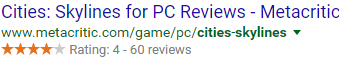 Cities: Skylines for PC Reviews - Metacritic
www.metacritic.com/game/pc/cities-skylines
Rating: 4 - 60 reviews